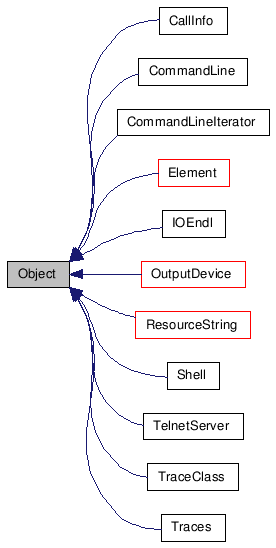 CallInfo
CommandLine
CommandLineIterator
Element
IOEndl
Object
OutputDevice
ResourceString
Shell
TelnetServer
TraceClass
Traces